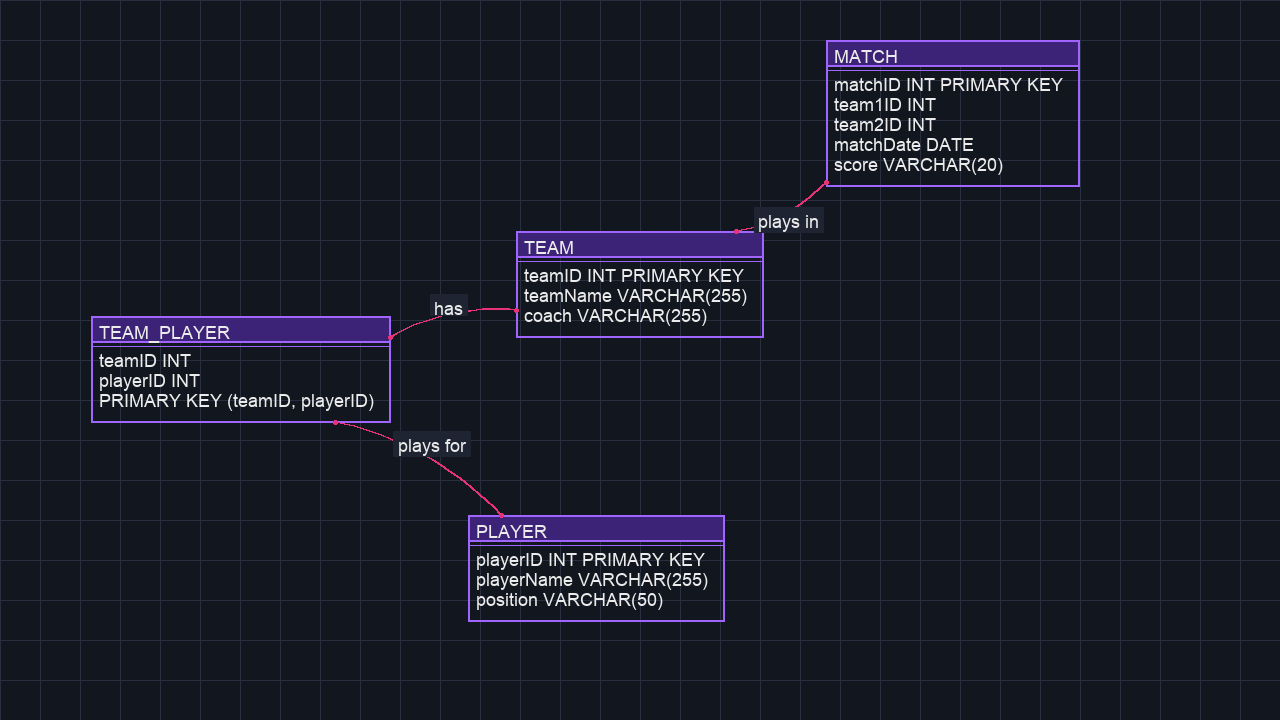 MATCH
matchID INT PRIMARY KEY
team1ID INT
team2ID INT
matchDate DATE
score VARCHAR(20)
plays in
TEAM
teamID INT PRIMARY KEY
teamName VARCHAR(255)
coach VARCHAR(255)
has
TEAM_PLAYER
teamID INT
playerID INT
PRIMARY KEY (teamID, playerID)
plays for
PLAYER
playerID INT PRIMARY KEY
playerName VARCHAR(255)
position VARCHAR(50)